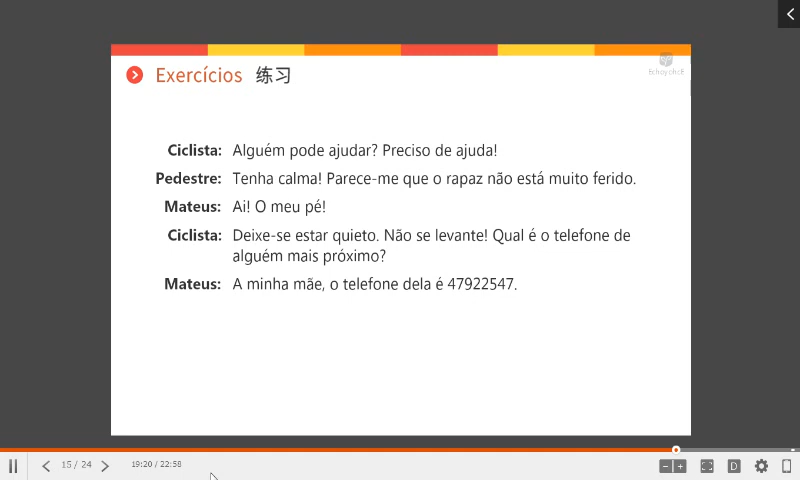 Exercícios 练习
Ciclista: Alguém pode ajudar? Preciso de ajuda!
Pedestre: Tenha calma! Parece-me que o rapaz não está muito ferido.
Mateus: Ai! O meu pé!
Ciclista: Deixe-se estar quieto. Não se levante! Qual é o telefone de
alguém mais próximo?
Mateus: A minha mãe, o telefone dela é 47922547.
15 / 24
19:20 / 22:58
D